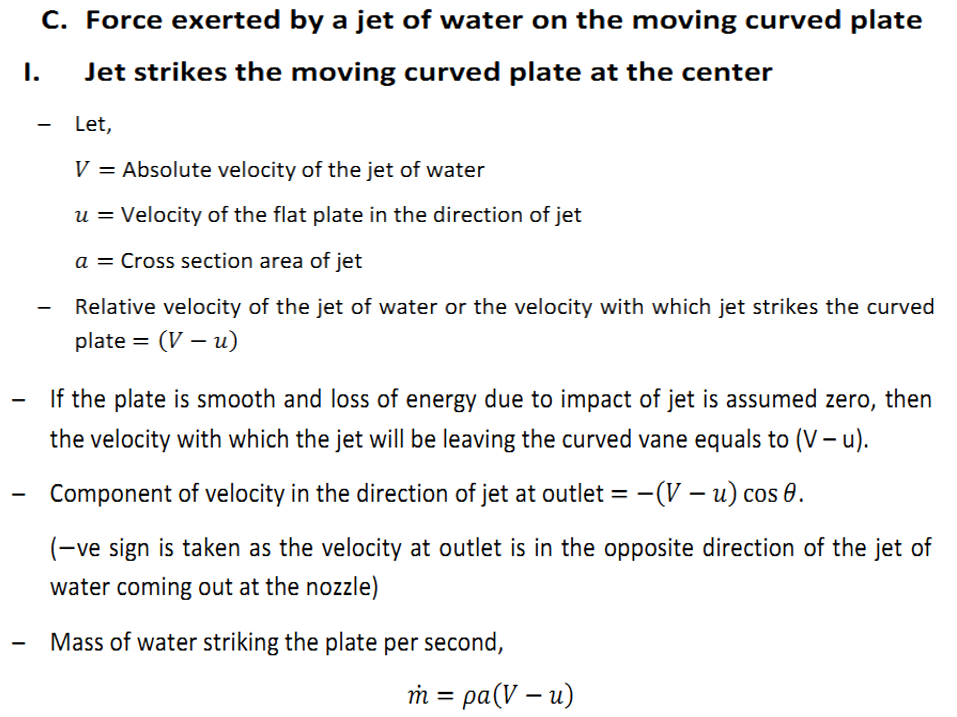 C. Force exerted by a jet of water on the moving curved plate
I. Jet strikes the moving curved plate at the center
– Let,
V = Absolute velocity of the jet of water
u = Velocity of the flat plate in the direction of jet
a = Cross section area of jet
– Relative velocity of the jet of water or the velocity with which jet strikes the curved
plate = (V − u)
– If the plate is smooth and loss of energy due to impact of jet is assumed zero, then
the velocity with which the jet will be leaving the curved vane equals to (V – u).
– Component of velocity in the direction of jet at outlet = −(V − u) cos θ.
(−ve sign is taken as the velocity at outlet is in the opposite direction of the jet of
water coming out at the nozzle)
– Mass of water striking the plate per second,
ṁ = ρa(V − u)